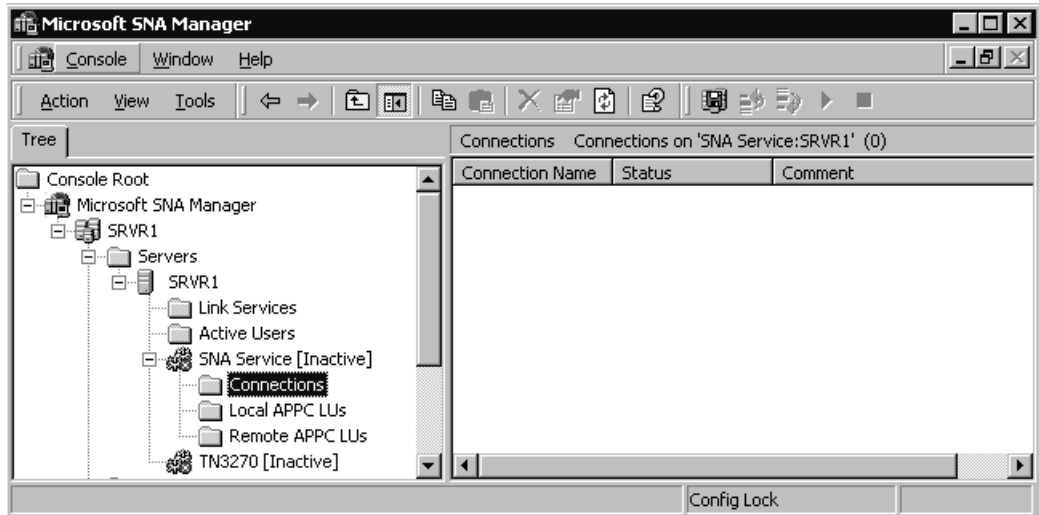 Microsoft SNA Manager
Console Window Help
Action View Tools
Tree
Connections Connections on 'SNA Service:SRVR1' (0)
Connection Name Status Comment
Console Root
Microsoft SNA Manager
SRVR1
Servers
SRVR1
Link Services
Active Users
SNA Service [Inactive]
Connections
Local APPC LUs
Remote APPC LUs
TN3270 [Inactive]
Config Lock